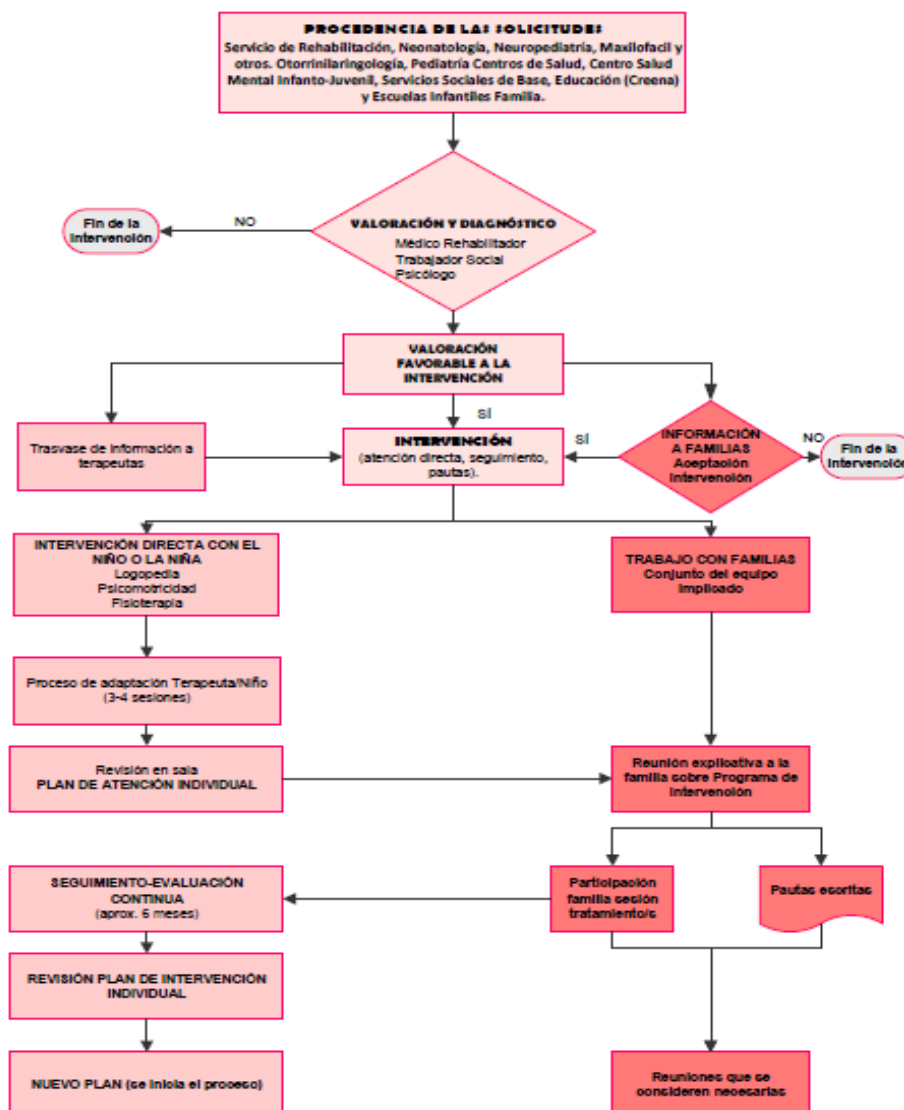 PROCEDENCIA DE LAS SOLICITUDES
Servicio de Rehabilitación, Neonatología, Neuropediatría, Maxilofacil y
otros. Otorrinilaringología, Pediatría Centros de Salud, Centro Salud
Mental Infanto-Juvenil, Servicios Sociales de Base, Educación (Creena)
y Escuelas Infantiles Familia.
VALORACIÓN Y DIAGNÓSTICO
Médico Rehabilitador
Trabajador Social
Psicólogo
NO
Fin de la
Intervención
VALORACIÓN
FAVORABLE A LA
INTERVENCIÓN
SÍ
Trasvase de información a
terapeutas
INTERVENCIÓN
(atención directa, seguimiento,
pautas).
SÍ
INFORMACIÓN
A FAMILIAS
Aceptación
Intervención
NO
Fin de la
Intervención
INTERVENCIÓN DIRECTA CON EL
NIÑO O LA NIÑA
Logopedia
Psicomotricidad
Fisioterapia
TRABAJO CON FAMILIAS
Conjunto del equipo
Implicado
Proceso de adaptación Terapeuta/Niño
(3-4 sesiones)
Revisión en sala
PLAN DE ATENCIÓN INDIVIDUAL
Reunión explicativa a la
familia sobre Programa de
Intervención
SEGUIMIENTO-EVALUACIÓN
CONTINUA
(aprox. 6 meses)
Participación
familia sesión
tratamiento/s
Pautas escritas
REVISIÓN PLAN DE INTERVENCIÓN
INDIVIDUAL
NUEVO PLAN (se inicia el proceso)
Reuniones que se
consideren necesarias